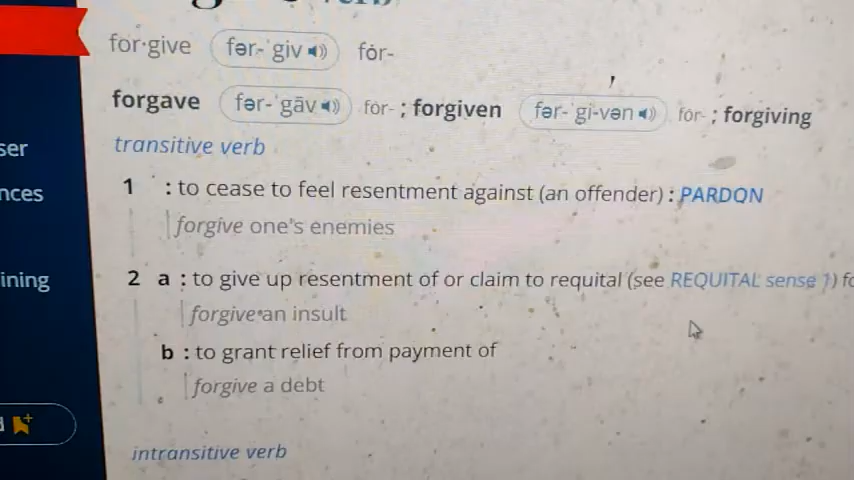 for·give fər-ˈgiv fȯr-
forgave fər-ˈgāv fȯr- ; forgiven fər-ˈgi-vən fȯr- ; forgiving
ser
transitive verb
nces
1 : to cease to feel resentment against (an offender) : PARDON
forgive one's enemies
ining
2 a : to give up resentment of or claim to requital (see REQUITAL sense 1) fo
forgive an insult
b : to grant relief from payment of
forgive a debt
intransitive verb